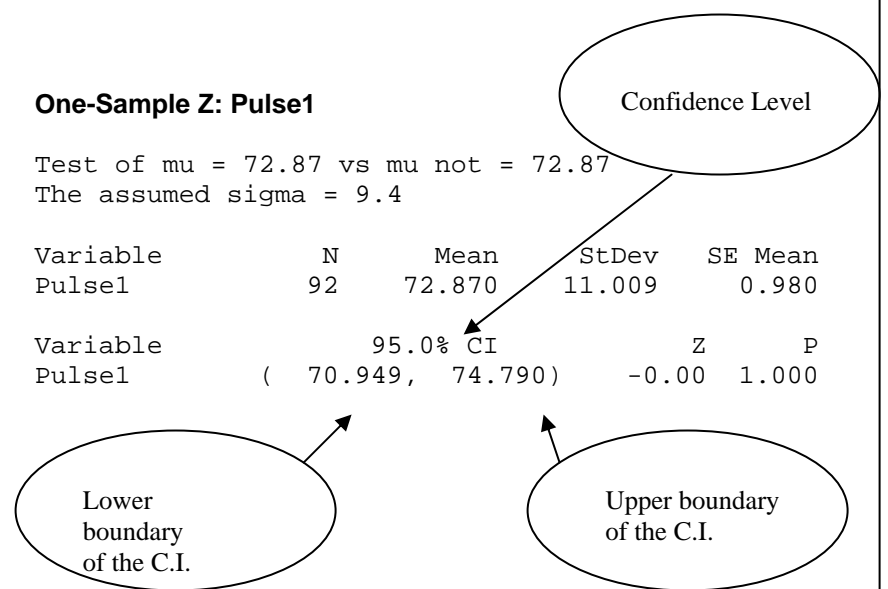 Confidence Level
One-Sample Z: Pulse1
Test of mu = 72.87 vs mu not = 72.87
The assumed sigma = 9.4
Variable N Mean StDev SE Mean
Pulse1 92 72.870 11.009 0.980
Variable 95.0% CI Z P
Pulse1 ( 70.949, 74.790) -0.00 1.000
Lower
boundary
of the C.I.
Upper boundary
of the C.I.